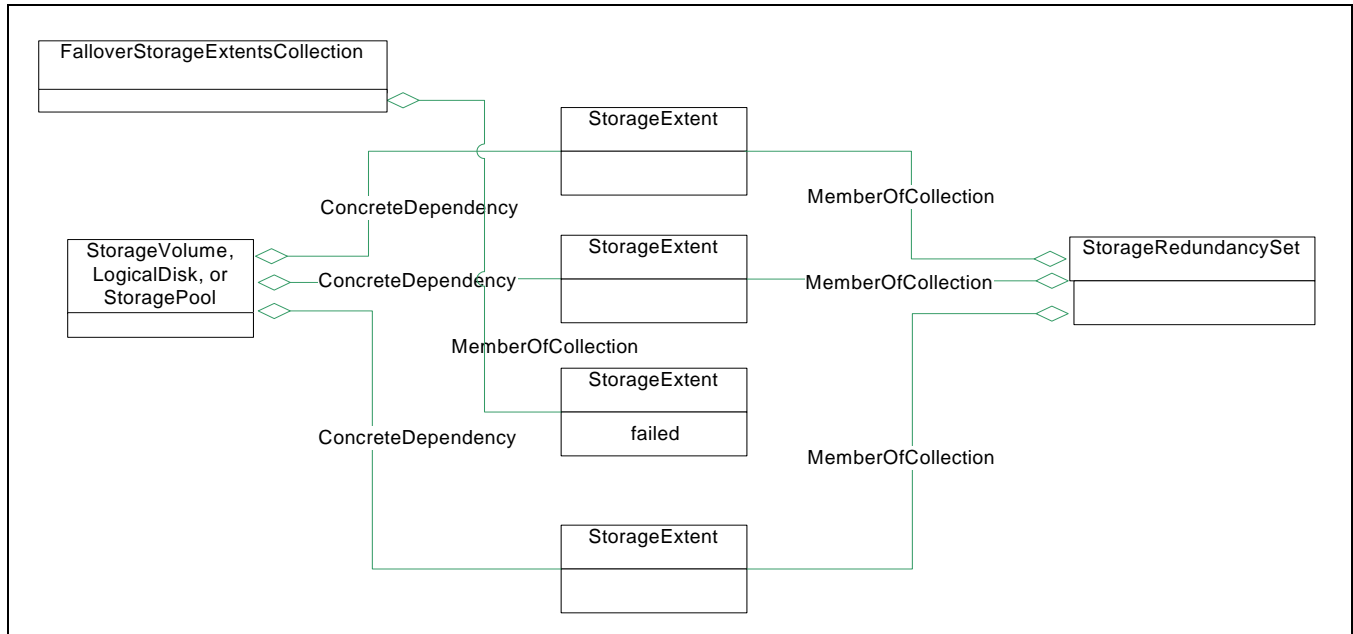 FalloverStorageExtentsCollection
StorageExtent
ConcreteDependency
MemberOfCollection
StorageVolume,
LogicalDisk, or
StoragePool
StorageExtent
StorageRedundancySet
ConcreteDependency
MemberOfCollection
MemberOfCollection
StorageExtent
failed
ConcreteDependency
MemberOfCollection
StorageExtent